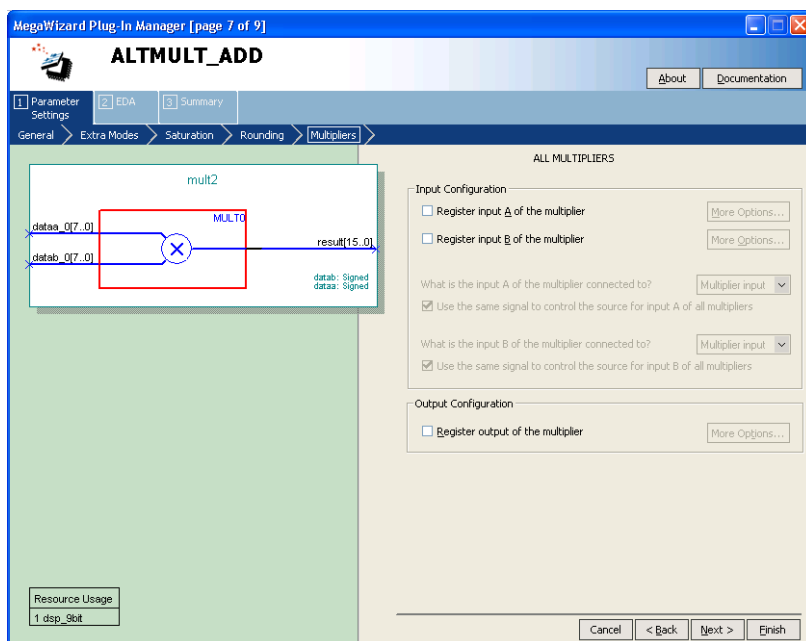 MegaWizard Plug-In Manager [page 7 of 9]
ALTMULT_ADD
About
Documentation
1 Parameter Settings
2 EDA
3 Summary
General
Extra Modes
Saturation
Rounding
Multipliers
mult2
MULT0
dataa_0[7..0]
datab_0[7..0]
result[15..0]
datab: Signed
dataa: Signed
Resource Usage
1 dsp_9bit
ALL MULTIPLIERS
Input Configuration
Register input A of the multiplier
More Options...
Register input B of the multiplier
More Options...
What is the input A of the multiplier connected to?
Multiplier input
Use the same signal to control the source for input A of all multipliers
What is the input B of the multiplier connected to?
Multiplier input
Use the same signal to control the source for input B of all multipliers
Output Configuration
Register output of the multiplier
More Options...
Cancel
< Back
Next >
Finish